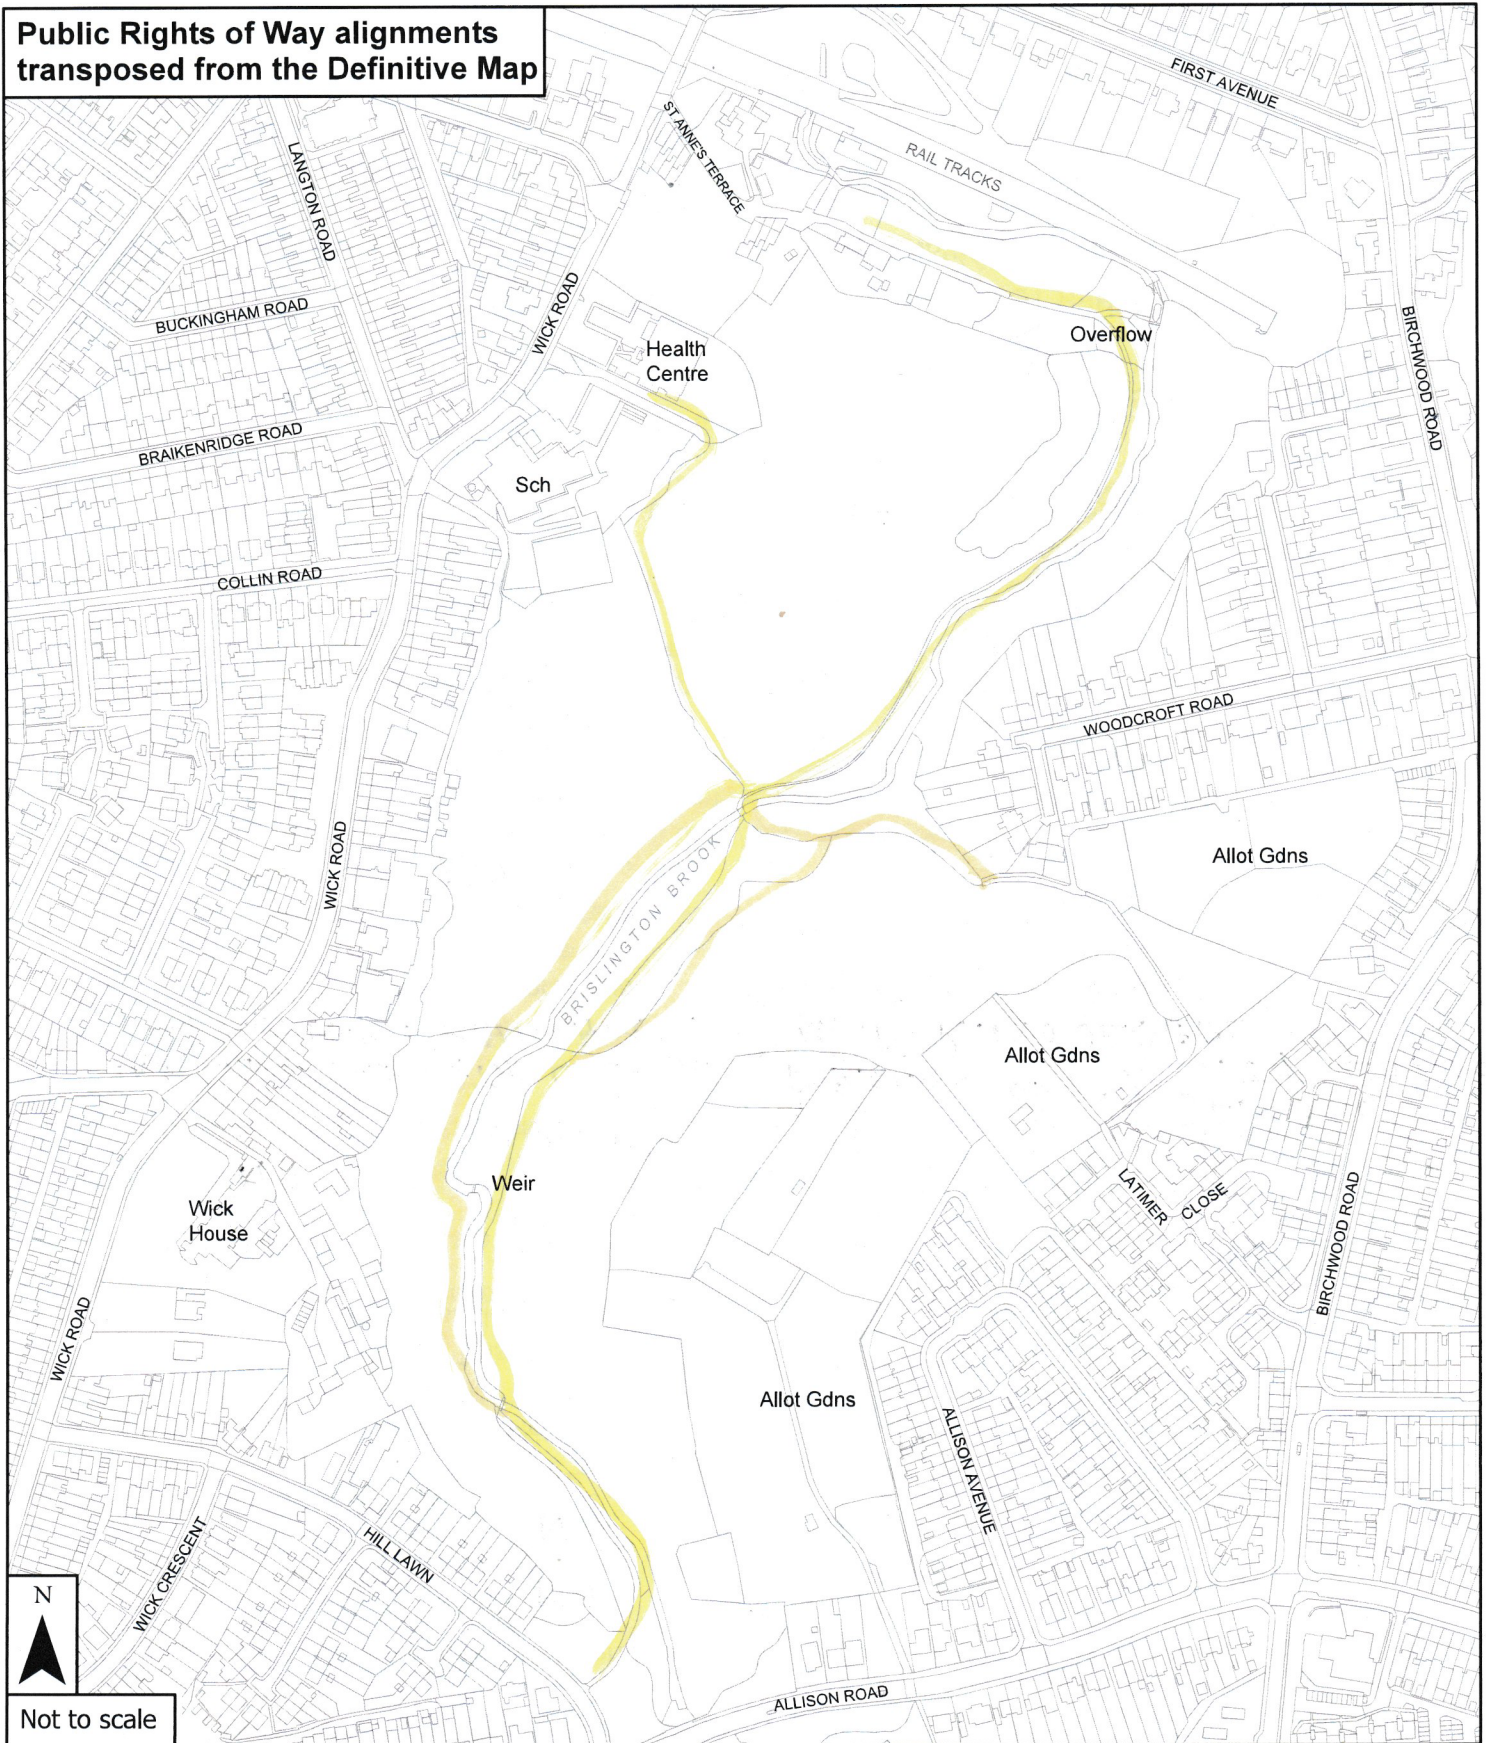 Public Rights of Way alignments
transposed from the Definitive Map
FIRST AVENUE
ST ANNE'S TERRACE
RAIL TRACKS
LANGTON ROAD
BUCKINGHAM ROAD
WICK ROAD
Health
Centre
Overflow
BIRCHWOOD ROAD
BRAIKENRIDGE ROAD
Sch
COLLIN ROAD
WOODCROFT ROAD
WICK ROAD
BRISLINGTON BROOK
Allot Gdns
Allot Gdns
Weir
Wick
House
LATIMER CLOSE
BIRCHWOOD ROAD
WICK ROAD
Allot Gdns
ALLISON AVENUE
WICK CRESCENT
HILL LAWN
N
ALLISON ROAD
Not to scale